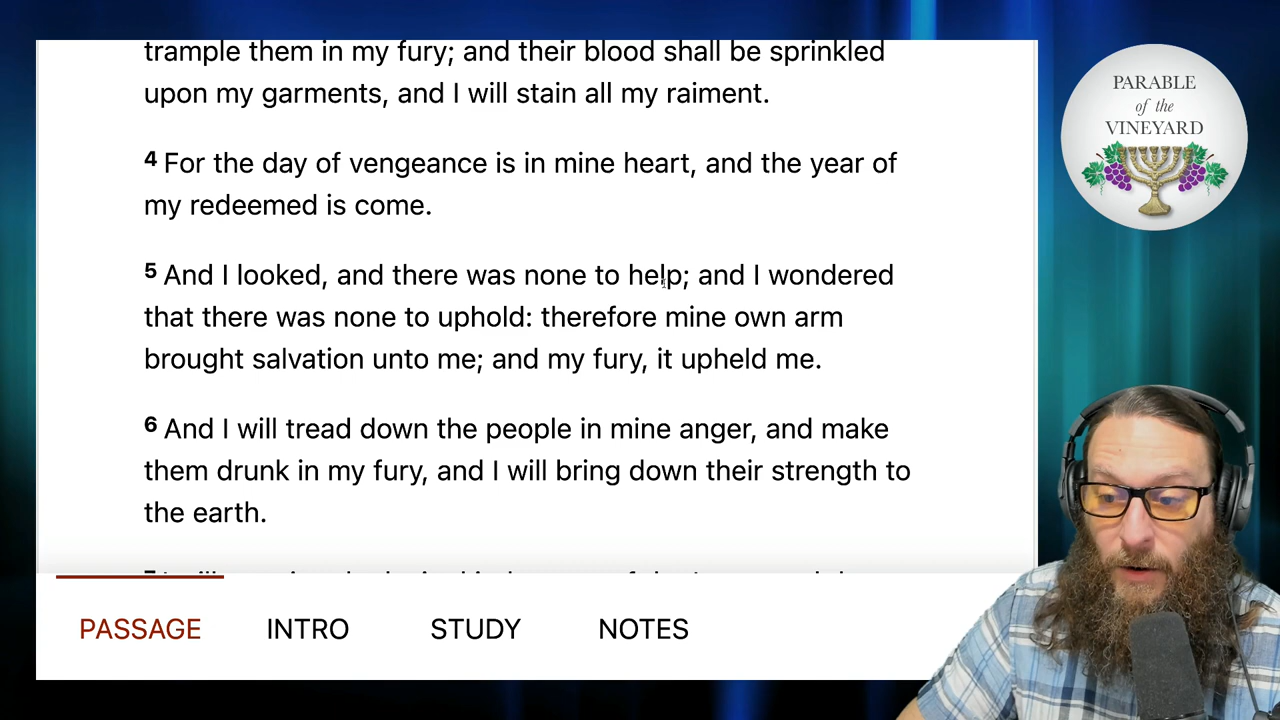 trample them in my fury; and their blood shall be sprinkled
upon my garments, and I will stain all my raiment.
4 For the day of vengeance is in mine heart, and the year of
my redeemed is come.
5 And I looked, and there was none to help; and I wondered
that there was none to uphold: therefore mine own arm
brought salvation unto me; and my fury, it upheld me.
6 And I will tread down the people in mine anger, and make
them drunk in my fury, and I will bring down their strength to
the earth.
PASSAGE INTRO STUDY NOTES
PARABLE
of the
VINEYARD